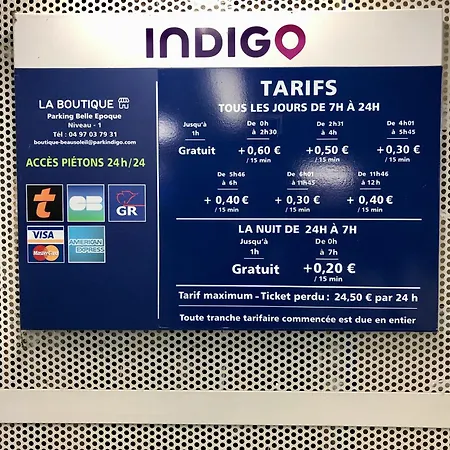 INDIGO
LA BOUTIQUE
Parking Belle Epoque
Niveau - 1
Tél : 04 97 03 79 31
boutique-beausoleil@parkindigo.com
ACCÈS PIÉTONS 24h/24
t CB GR
VISA MasterCard AMERICAN EXPRESS
TARIFS
TOUS LES JOURS DE 7H À 24H
Jusqu'à 1h De 0h à 2h30 De 2h31 à 4h De 4h01 à 5h45
Gratuit +0,60 € +0,50 € +0,30 €
/ 15 min / 15 min / 15 min
De 5h46 à 6h De 6h01 à 11h45 De 11h46 à 12h
+ 0,40 € + 0,30 € + 0,40 €
/ 15 min / 15 min / 15 min
LA NUIT DE 24H À 7H
Jusqu'à 1h De 0h à 7h
Gratuit +0,20 €
/ 15 min
Tarif maximum - Ticket perdu : 24,50 € par 24 h
Toute tranche tarifaire commencée est due en entier